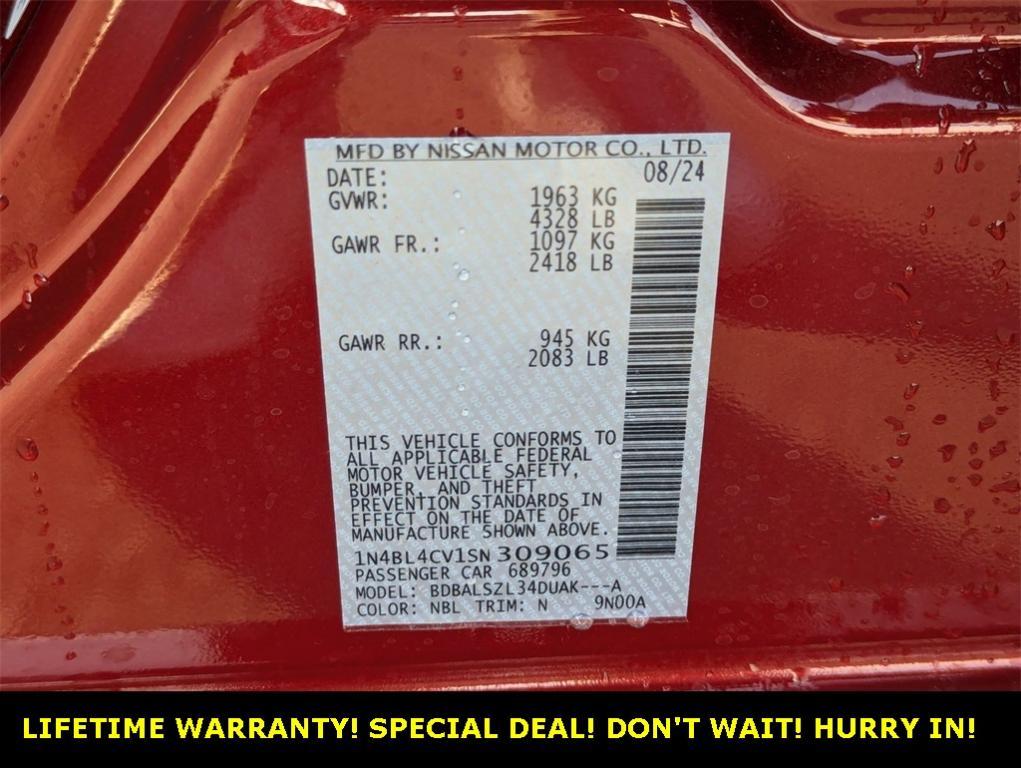 MFD BY NISSAN MOTOR CO., LTD.
DATE: 08/24
GVWR: 1963 KG
4328 LB
GAWR FR.: 1097 KG
2418 LB
GAWR RR.: 945 KG
2083 LB
THIS VEHICLE CONFORMS TO
ALL APPLICABLE FEDERAL
MOTOR VEHICLE SAFETY,
BUMPER, AND THEFT
PREVENTION STANDARDS IN
EFFECT ON THE DATE OF
MANUFACTURE SHOWN ABOVE.
1N4BL4CV1SN309065
PASSENGER CAR 689796
MODEL: BDBALSZL34DUAK---A
COLOR: NBL TRIM: N 9N00A
LIFETIME WARRANTY! SPECIAL DEAL! DON'T WAIT! HURRY IN!